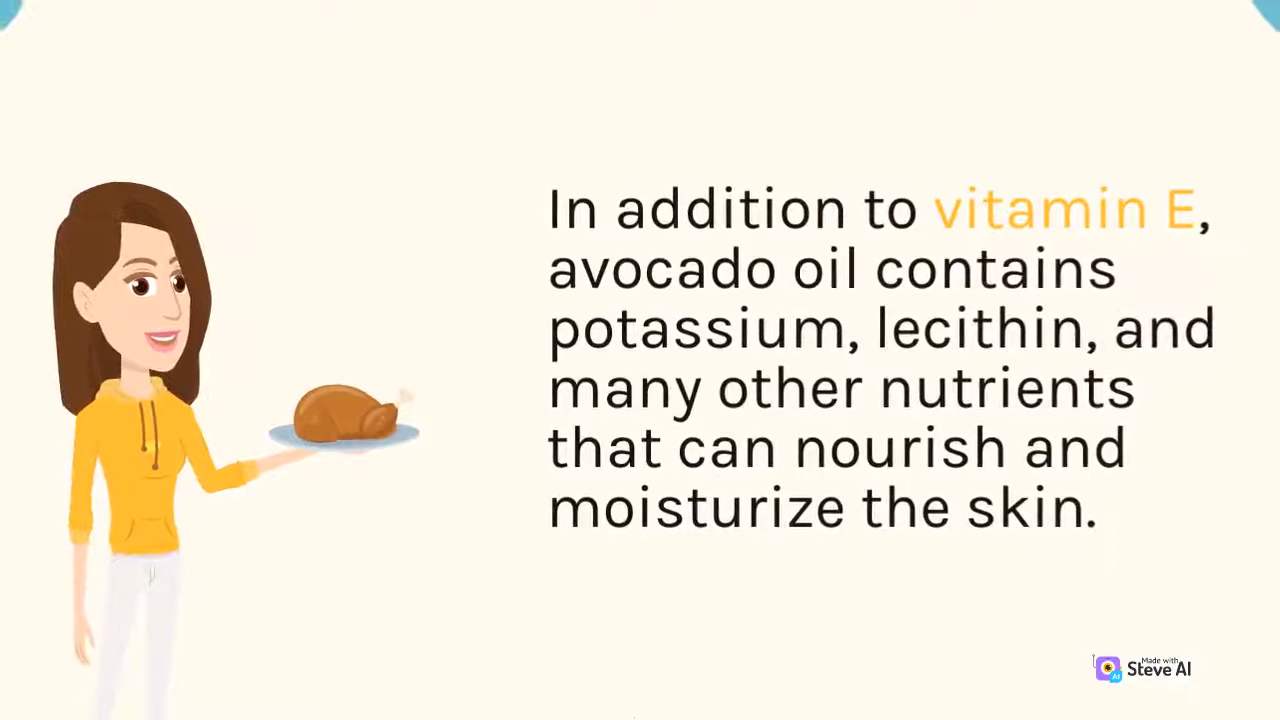 In addition to vitamin E,
avocado oil contains
potassium, lecithin, and
many other nutrients
that can nourish and
moisturize the skin.
Made with
Steve AI
AI